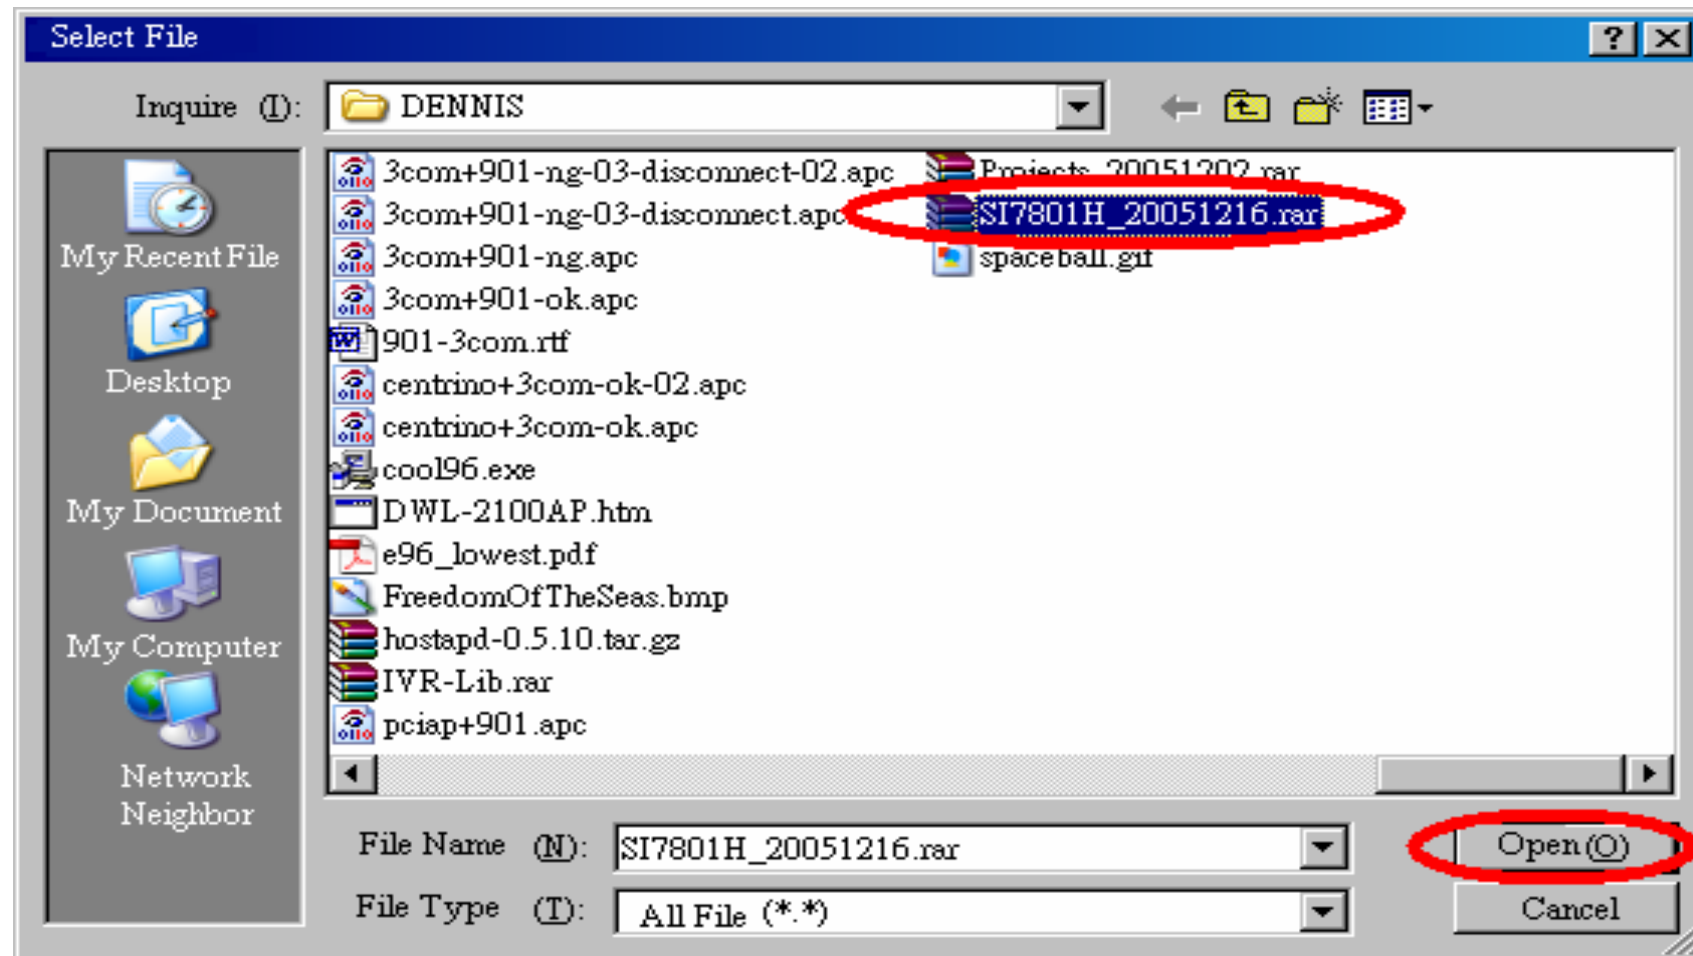 Select File
Inquire (I): DENNIS
My Recent File
Desktop
My Document
My Computer
Network
Neighbor
3com+901-ng-03-disconnect-02.apc
3com+901-ng-03-disconnect.apc
3com+901-ng.apc
3com+901-ok.apc
901-3com.rtf
centrino+3com-ok-02.apc
centrino+3com-ok.apc
cool96.exe
DWL-2100AP.htm
e96_lowest.pdf
FreedomOfTheSeas.bmp
hostapd-0.5.10.tar.gz
IVR-Lib.rar
pciap+901.apc
Projects_20051202.rar
SI7801H_20051216.rar
spaceball.gif
File Name (N): SI7801H_20051216.rar
Open(O)
File Type (T): All File (*.*)
Cancel